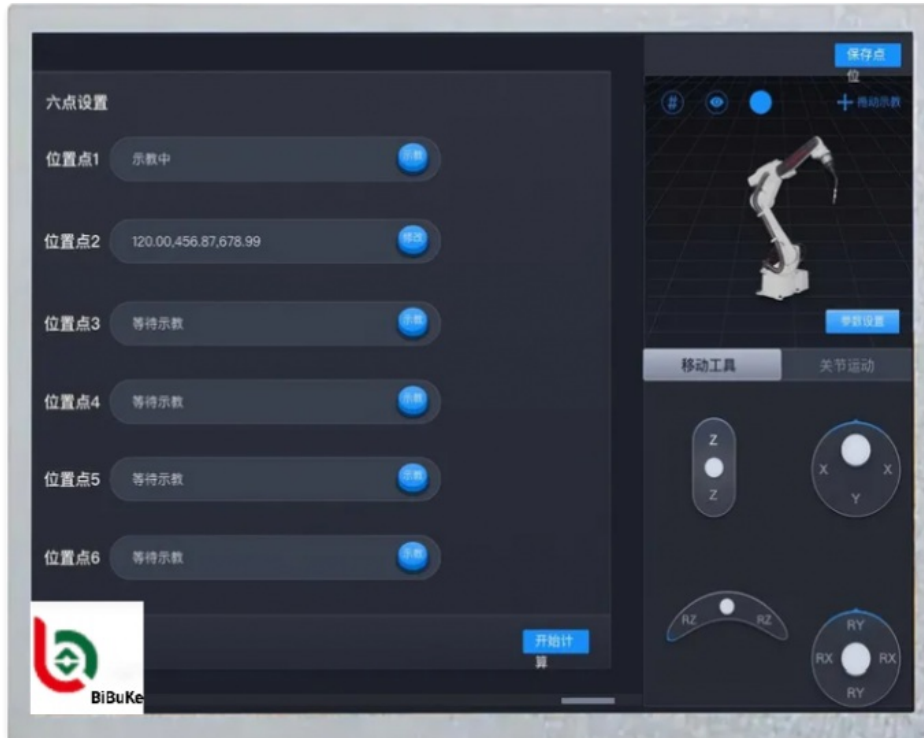 保存点
位
六点设置
拖动示教
位置点1
示教中
示教
位置点2
120.00,456.87,678.99
修改
位置点3
等待示教
示教
参数设置
移动工具
关节运动
位置点4
等待示教
示教
Z
Z
X
X
Y
位置点5
等待示教
示教
位置点6
等待示教
示教
RZ
RZ
开始计
算
RY
RX
RX
RY
BiBuKe